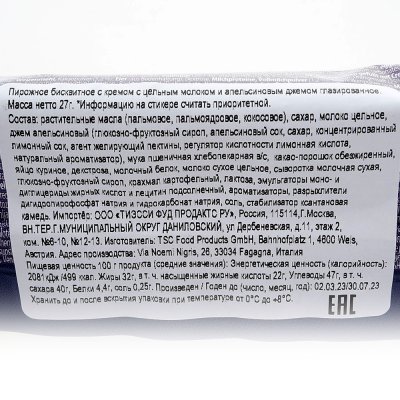 Пирожное бисквитное с кремом с цельным молоком и апельсиновым джемом глазированное.
Масса нетто 27г. *Информацию на стикере считать приоритетной.
Состав: растительные масла (пальмовое, пальмоядровое, кокосовое), сахар, молоко цельное,
джем апельсиновый (глюкозно-фруктозный сироп, апельсиновый сок, сахар, концентрированный
лимонный сок, агент желирующий пектины, регулятор кислотности лимонная кислота,
натуральный ароматизатор), мука пшеничная хлебопекарная в/с, какао-порошок обезжиренный,
яйцо куриное, декстроза, молочный белок, молоко сухое цельное, сыворотка молочная сухая,
глюкозно-фруктозный сироп, крахмал картофельный, лактоза, эмульгаторы моно- и
диглицериды жирных кислот и лецитин подсолнечный, ароматизаторы, разрыхлители
дигидропирофосфат натрия и гидрокарбонат натрия, соль, стабилизатор ксантановая
камедь. Импортёр: ООО «ТИЭССИ ФУД ПРОДАКТС РУ», Россия, 115114, Г.Москва,
ВН.ТЕР.Г.МУНИЦИПАЛЬНЫЙ ОКРУГ ДАНИЛОВСКИЙ, ул Дербеневская, д.11, этаж 2,
ком. №6-10, №12-13. Изготовитель: TSC Food Products GmbH, Bahnhofplatz 1, 4600 Wels,
Австрия. Адрес производства: Via Noem: Nigris, 26, 33034 Fagagna, Италия
Пищевая ценность 100 г продукта (средние значения): Энергетическая ценность (калорийность):
2081 кДж /499 ккал. Жиры 32г, в т. ч. насыщенные жирные кислоты 22г, Углеводы 47г, в т.ч.
сахара 40г, Белки 4,4г, соль 0,25г. Произведен / Годен до (число, месяц, год): 02.03.23/30.07.23
Хранить до и после вскрытия упаковки при температуре от 0°С до +8°С.
EAC